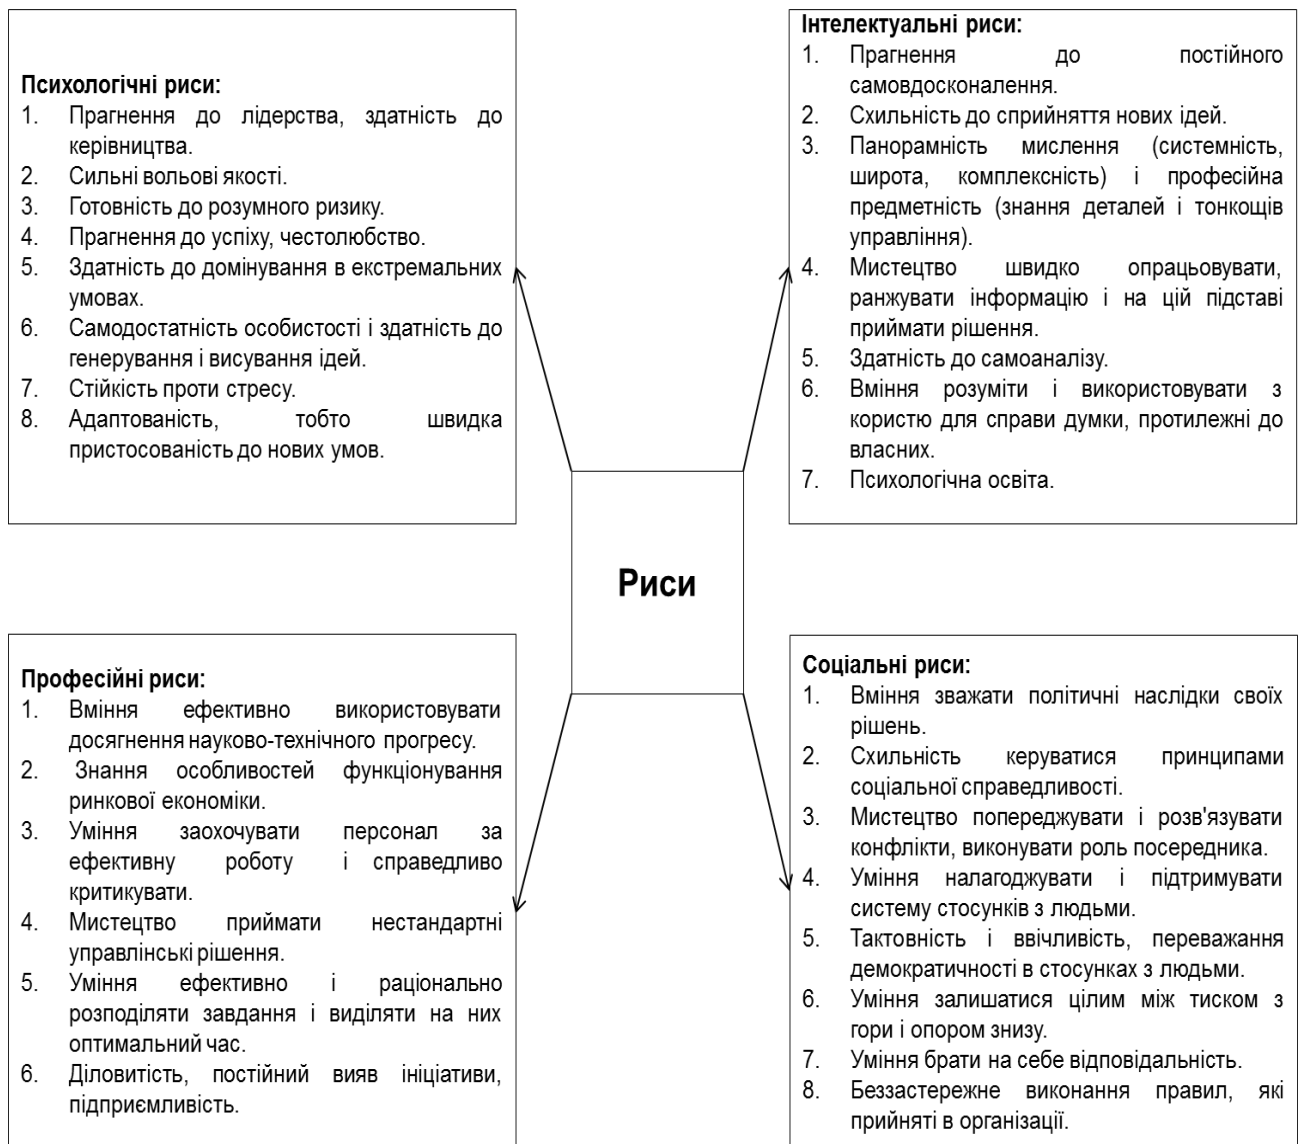 Психологічні риси:
1. Прагнення до лідерства, здатність до
керівництва.
2. Сильні вольові якості.
3. Готовність до розумного ризику.
4. Прагнення до успіху, честолюбство.
5. Здатність до домінування в екстремальних
умовах.
6. Самодостатність особистості і здатність до
генерування і висування ідей.
7. Стійкість проти стресу.
8. Адаптованість, тобто швидка
пристосованість до нових умов.
Інтелектуальні риси:
1. Прагнення до постійного
самовдосконалення.
2. Схильність до сприйняття нових ідей.
3. Панорамність мислення (системність,
широта, комплексність) і професійна
предметність (знання деталей і тонкощів
управління).
4. Мистецтво швидко опрацьовувати,
ранжувати інформацію і на цій підставі
приймати рішення.
5. Здатність до самоаналізу.
6. Вміння розуміти і використовувати з
користю для справи думки, протилежні до
власних.
7. Психологічна освіта.
Риси
Професійні риси:
1. Вміння ефективно використовувати
досягнення науково-технічного прогресу.
2. Знання особливостей функціонування
ринкової економіки.
3. Уміння заохочувати персонал за
ефективну роботу і справедливо
критикувати.
4. Мистецтво приймати нестандартні
управлінські рішення.
5. Уміння ефективно і раціонально
розподіляти завдання і виділяти на них
оптимальний час.
6. Діловитість, постійний вияв ініціативи,
підприємливість.
Соціальні риси:
1. Вміння зважати політичні наслідки своїх
рішень.
2. Схильність керуватися принципами
соціальної справедливості.
3. Мистецтво попереджувати і розв'язувати
конфлікти, виконувати роль посередника.
4. Уміння налагоджувати і підтримувати
систему стосунків з людьми.
5. Тактовність і ввічливість, переважання
демократичності в стосунках з людьми.
6. Уміння залишатися цілим між тиском з
гори і опором знизу.
7. Уміння брати на себе відповідальність.
8. Беззастережне виконання правил, які
прийняті в організації.